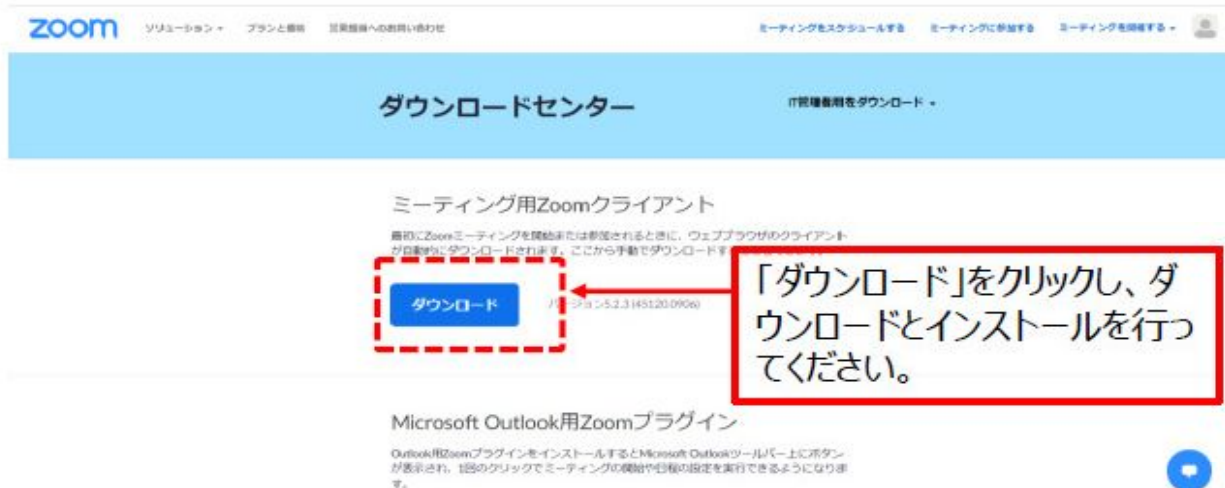 zoom ソリューション プランと価格 営業担当へのお問い合わせ ミーティングをスケジュールする ミーティングに参加する ミーティングを開催する
ダウンロードセンター IT管理者用をダウンロード
ミーティング用Zoomクライアント
最初にZoomミーティングを開始または参加されるときに、ウェブブラウザのクライアント
が自動的にダウンロードされます。ここから手動でダウンロードす
ダウンロード バージョン5.2.3 (45120.0906)
「ダウンロード」をクリックし、ダ
ウンロードとインストールを行っ
てください。
Microsoft Outlook用Zoomプラグイン
Outlook用ZoomプラグインをインストールするとMicrosoft Outlookツールバー上にボタン
が表示され、1回のクリックでミーティングの開始や日程の設定を実行できるようになりま
す。